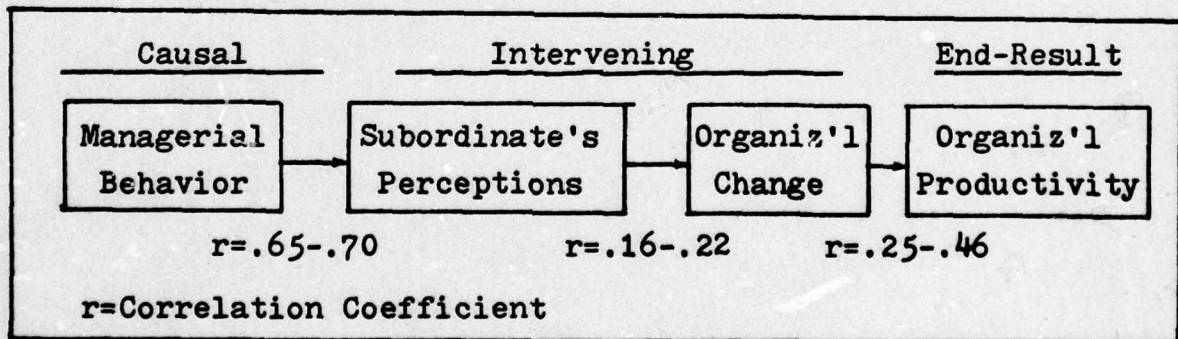 Causal Intervening End-Result
Managerial Subordinate's Organiz'l Organiz'l
Behavior Perceptions Change Productivity
r=.65-.70 r=.16-.22 r=.25-.46
r=Correlation Coefficient